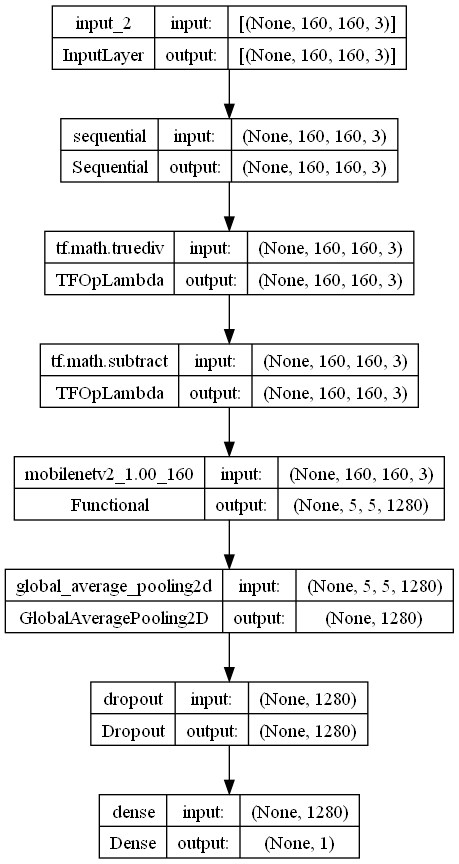 input_2 input: [(None, 160, 160, 3)]
InputLayer output: [(None, 160, 160, 3)]
sequential input: (None, 160, 160, 3)
Sequential output: (None, 160, 160, 3)
tf.math.truediv input: (None, 160, 160, 3)
TFOpLambda output: (None, 160, 160, 3)
tf.math.subtract input: (None, 160, 160, 3)
TFOpLambda output: (None, 160, 160, 3)
mobilenetv2_1.00_160 input: (None, 160, 160, 3)
Functional output: (None, 5, 5, 1280)
global_average_pooling2d input: (None, 5, 5, 1280)
GlobalAveragePooling2D output: (None, 1280)
dropout input: (None, 1280)
Dropout output: (None, 1280)
dense input: (None, 1280)
Dense output: (None, 1)